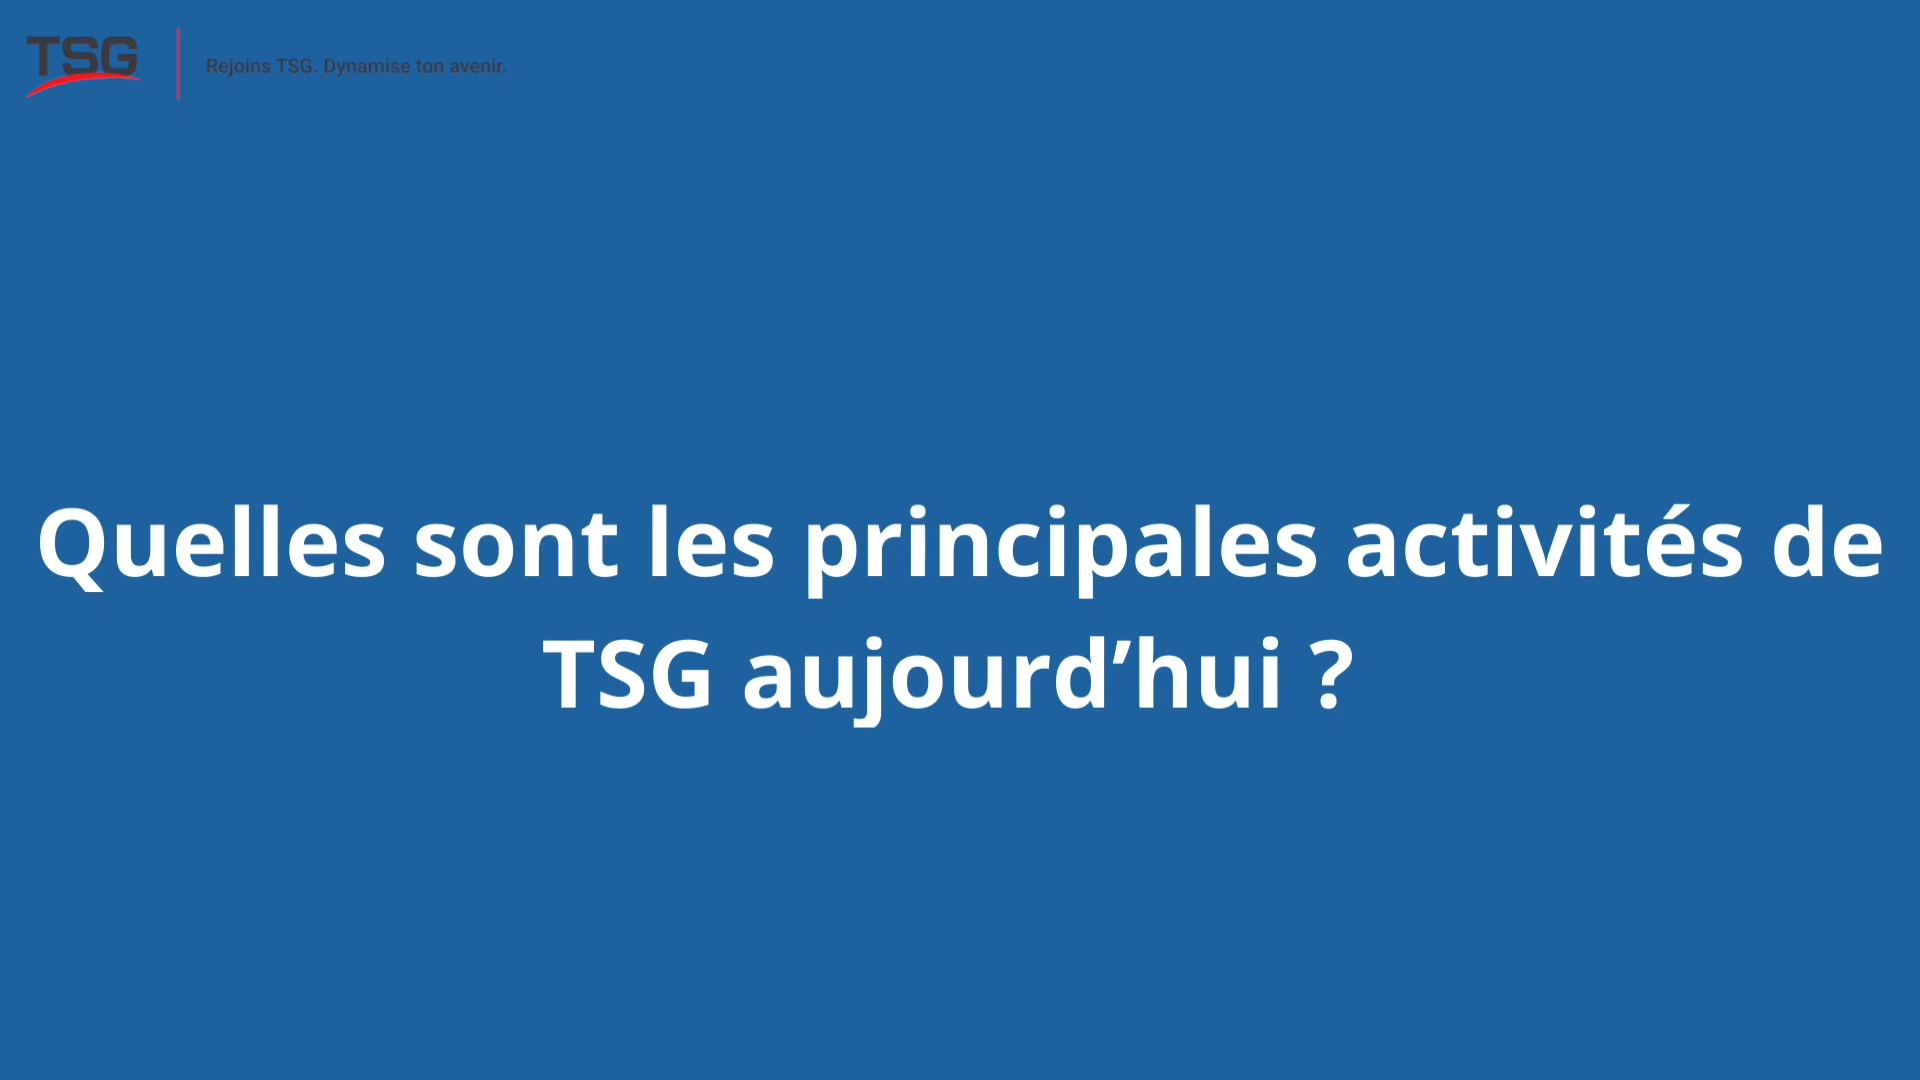 TSG
Rejoins TSG. Dynamise ton avenir.
Quelles sont les principales activités de
TSG aujourd’hui ?